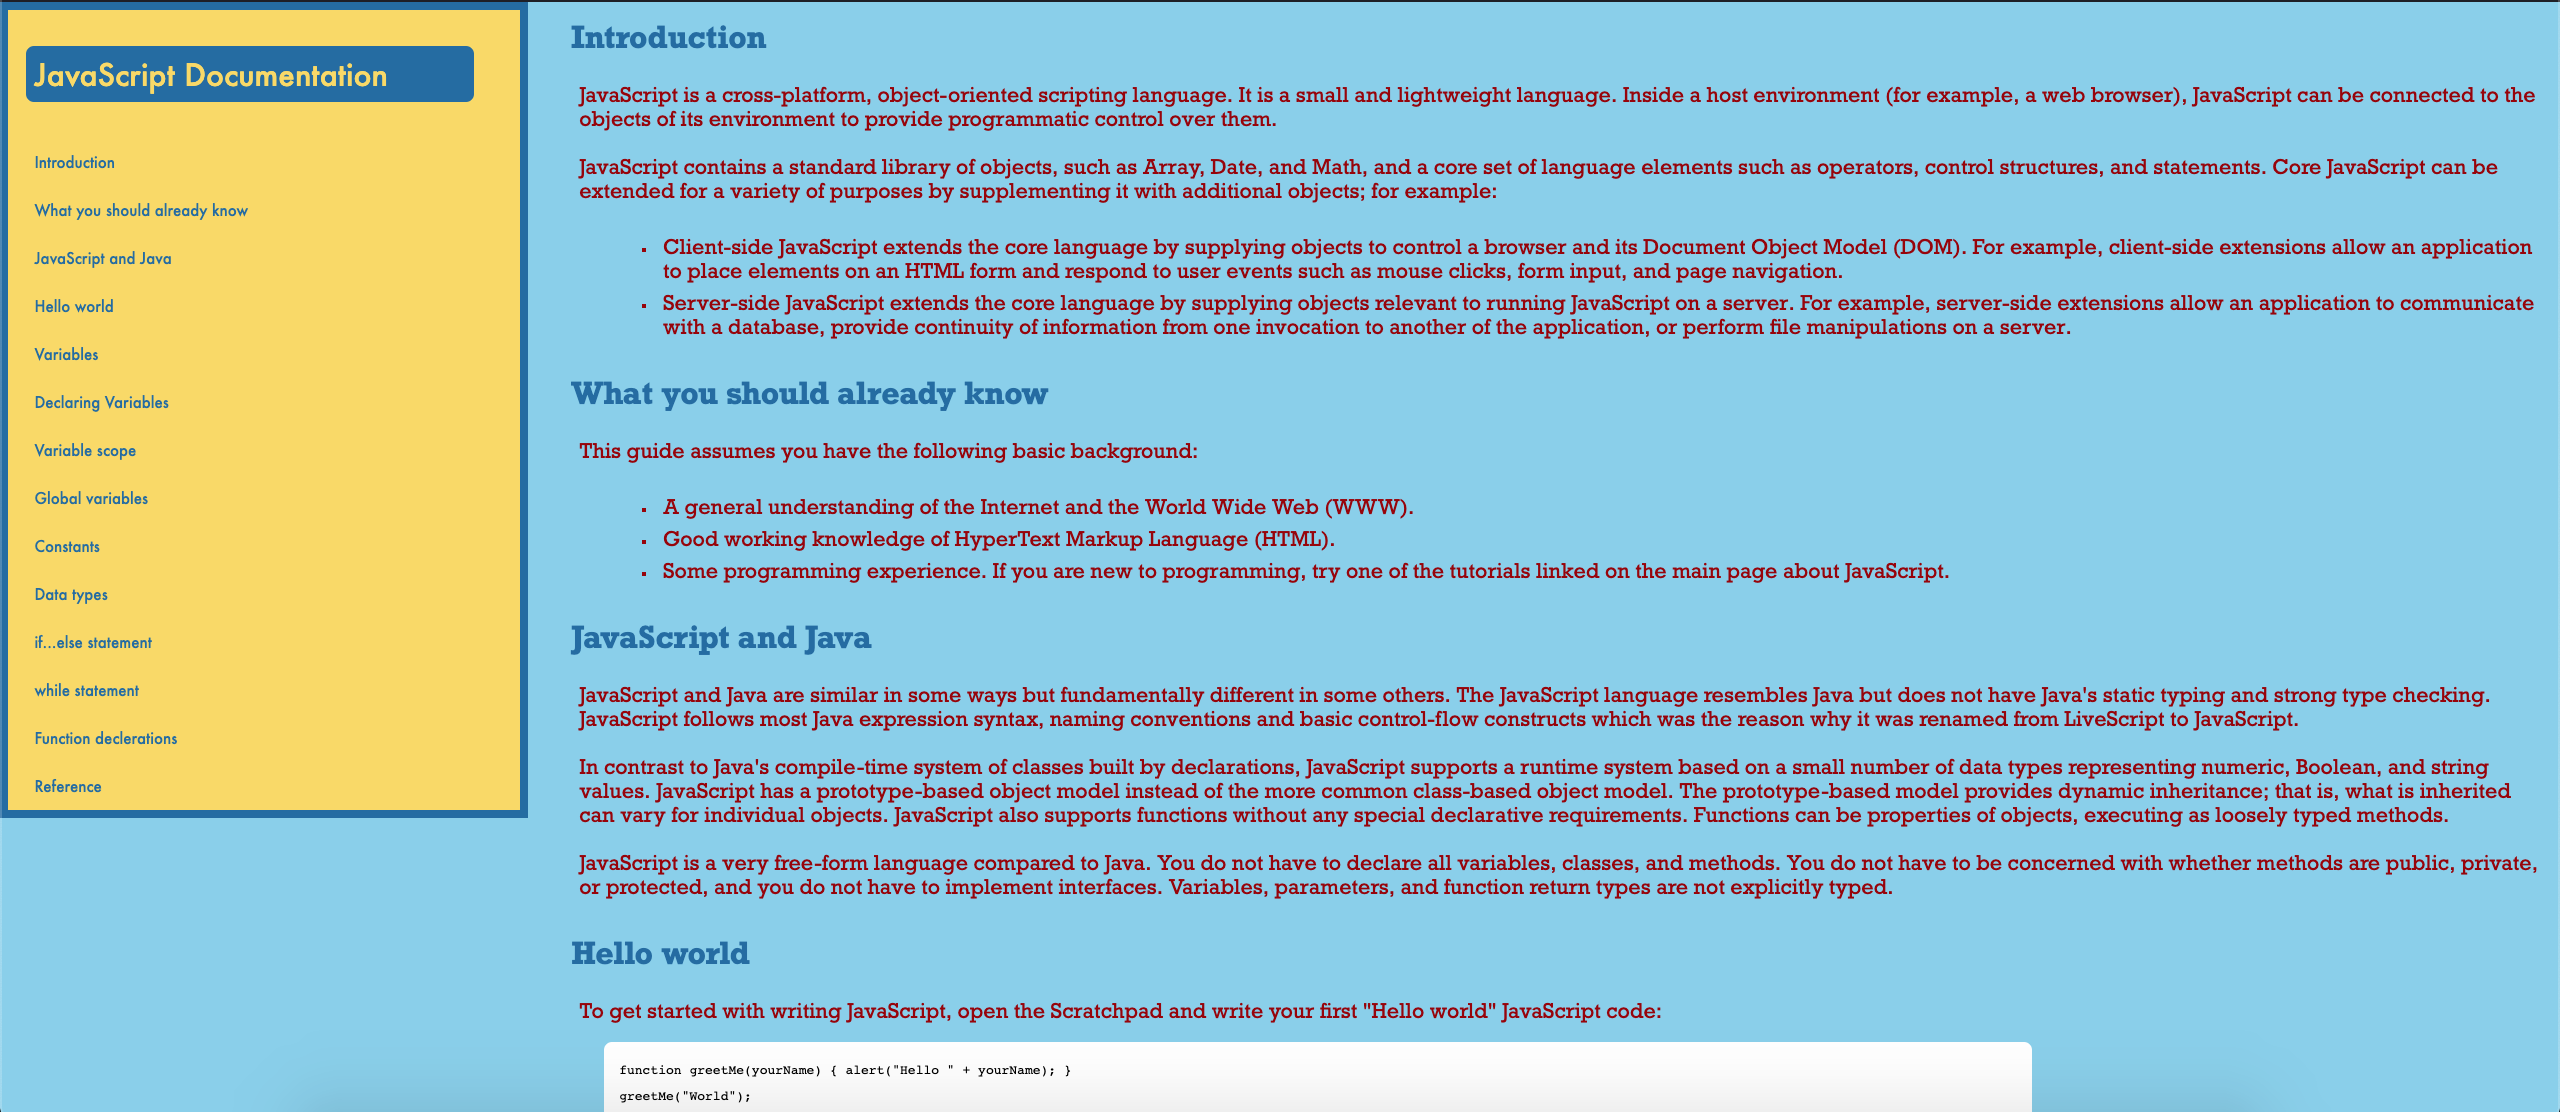 JavaScript Documentation
Introduction
What you should already know
JavaScript and Java
Hello world
Variables
Declaring Variables
Variable scope
Global variables
Constants
Data types
if...else statement
while statement
Function declerations
Reference
Introduction
JavaScript is a cross-platform, object-oriented scripting language. It is a small and lightweight language. Inside a host environment (for example, a web browser), JavaScript can be connected to the
objects of its environment to provide programmatic control over them.
JavaScript contains a standard library of objects, such as Array, Date, and Math, and a core set of language elements such as operators, control structures, and statements. Core JavaScript can be
extended for a variety of purposes by supplementing it with additional objects; for example:
▪ Client-side JavaScript extends the core language by supplying objects to control a browser and its Document Object Model (DOM). For example, client-side extensions allow an application
to place elements on an HTML form and respond to user events such as mouse clicks, form input, and page navigation.
▪ Server-side JavaScript extends the core language by supplying objects relevant to running JavaScript on a server. For example, server-side extensions allow an application to communicate
with a database, provide continuity of information from one invocation to another of the application, or perform file manipulations on a server.
What you should already know
This guide assumes you have the following basic background:
▪ A general understanding of the Internet and the World Wide Web (WWW).
▪ Good working knowledge of HyperText Markup Language (HTML).
▪ Some programming experience. If you are new to programming, try one of the tutorials linked on the main page about JavaScript.
JavaScript and Java
JavaScript and Java are similar in some ways but fundamentally different in some others. The JavaScript language resembles Java but does not have Java's static typing and strong type checking.
JavaScript follows most Java expression syntax, naming conventions and basic control-flow constructs which was the reason why it was renamed from LiveScript to JavaScript.
In contrast to Java's compile-time system of classes built by declarations, JavaScript supports a runtime system based on a small number of data types representing numeric, Boolean, and string
values. JavaScript has a prototype-based object model instead of the more common class-based object model. The prototype-based model provides dynamic inheritance; that is, what is inherited
can vary for individual objects. JavaScript also supports functions without any special declarative requirements. Functions can be properties of objects, executing as loosely typed methods.
JavaScript is a very free-form language compared to Java. You do not have to declare all variables, classes, and methods. You do not have to be concerned with whether methods are public, private,
or protected, and you do not have to implement interfaces. Variables, parameters, and function return types are not explicitly typed.
Hello world
To get started with writing JavaScript, open the Scratchpad and write your first "Hello world" JavaScript code:
function greetMe(yourName) { alert("Hello " + yourName); }
greetMe("World");